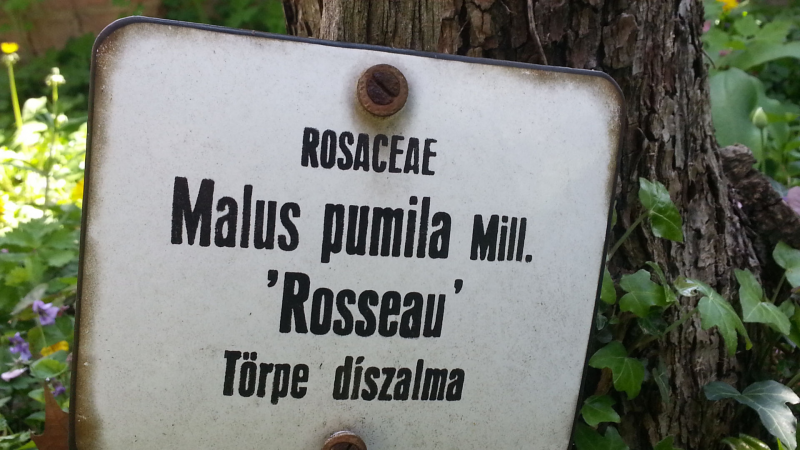 ROSACEAE
Malus pumila Mill.
'Rosseau'
Törpe díszalma